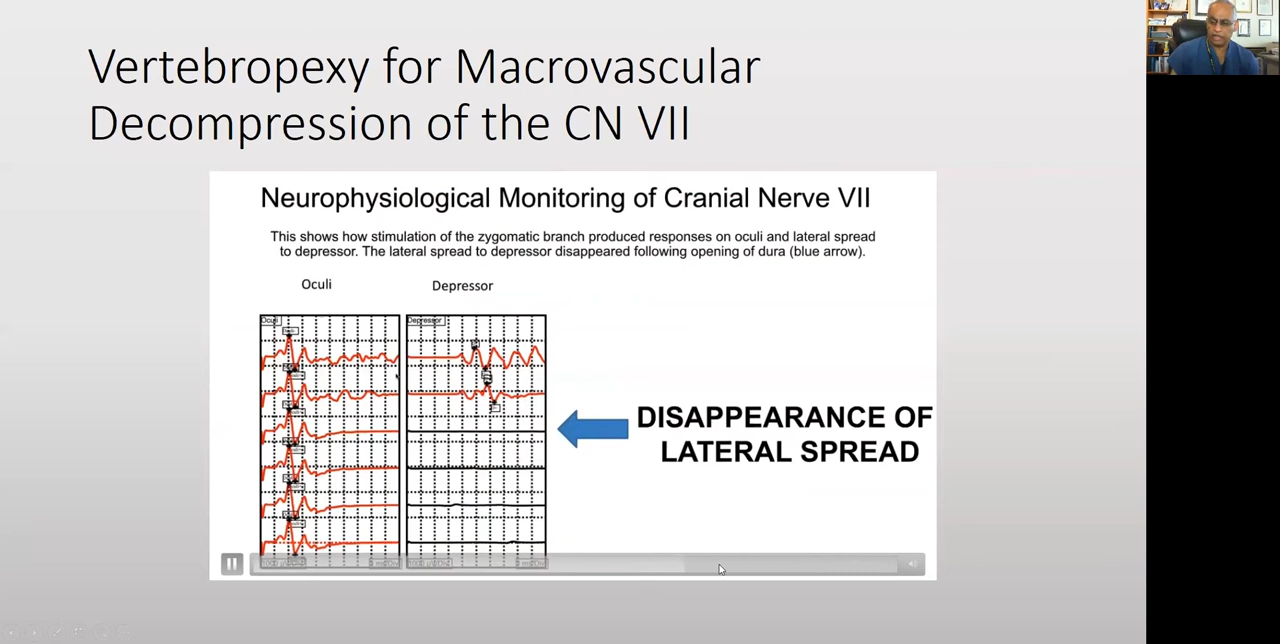 Vertebropexy for Macrovascular
Decompression of the CN VII
Neurophysiological Monitoring of Cranial Nerve VII
This shows how stimulation of the zygomatic branch produced responses on oculi and lateral spread
to depressor. The lateral spread to depressor disappeared following opening of dura (blue arrow).
Oculi
Depressor
Oculi
Depressor
DISAPPEARANCE OF
LATERAL SPREAD